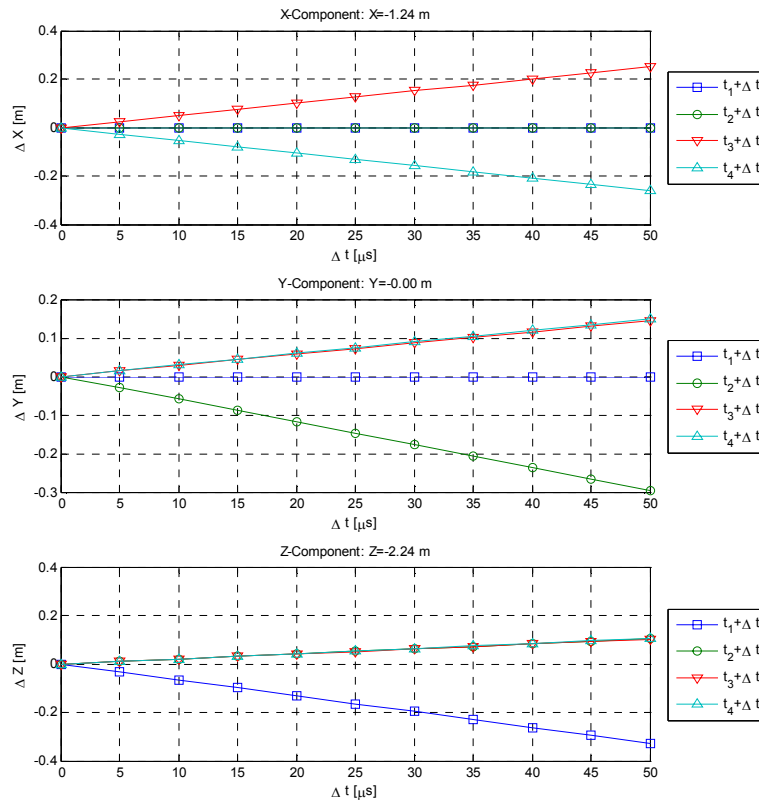 X-Component: X=-1.24 m
0.4
0.2
0
-0.2
-0.4
Δ X [m]
0 5 10 15 20 25 30 35 40 45 50
Δ t [μs]
t1+Δ t
t2+Δ t
t3+Δ t
t4+Δ t
Y-Component: Y=-0.00 m
0.2
0.1
0
-0.1
-0.2
-0.3
Δ Y [m]
0 5 10 15 20 25 30 35 40 45 50
Δ t [μs]
t1+Δ t
t2+Δ t
t3+Δ t
t4+Δ t
Z-Component: Z=-2.24 m
0.4
0.2
0
-0.2
-0.4
Δ Z [m]
0 5 10 15 20 25 30 35 40 45 50
Δ t [μs]
t1+Δ t
t2+Δ t
t3+Δ t
t4+Δ t